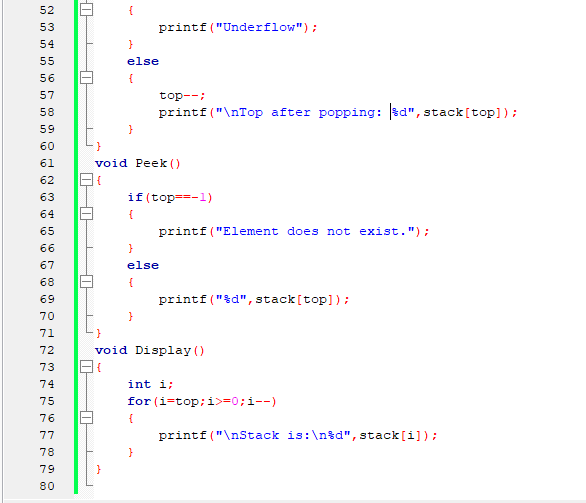 52 {
53 printf("Underflow");
54 }
55 else
56 {
57 top--;
58 printf("\nTop after popping: %d",stack[top]);
59 }
60 }
61 void Peek()
62 {
63 if(top==-1)
64 {
65 printf("Element does not exist.");
66 }
67 else
68 {
69 printf("%d",stack[top]);
70 }
71 }
72 void Display()
73 {
74 int i;
75 for(i=top;i>=0;i--)
76 {
77 printf("\nStack is:\n%d",stack[i]);
78 }
79 }
80